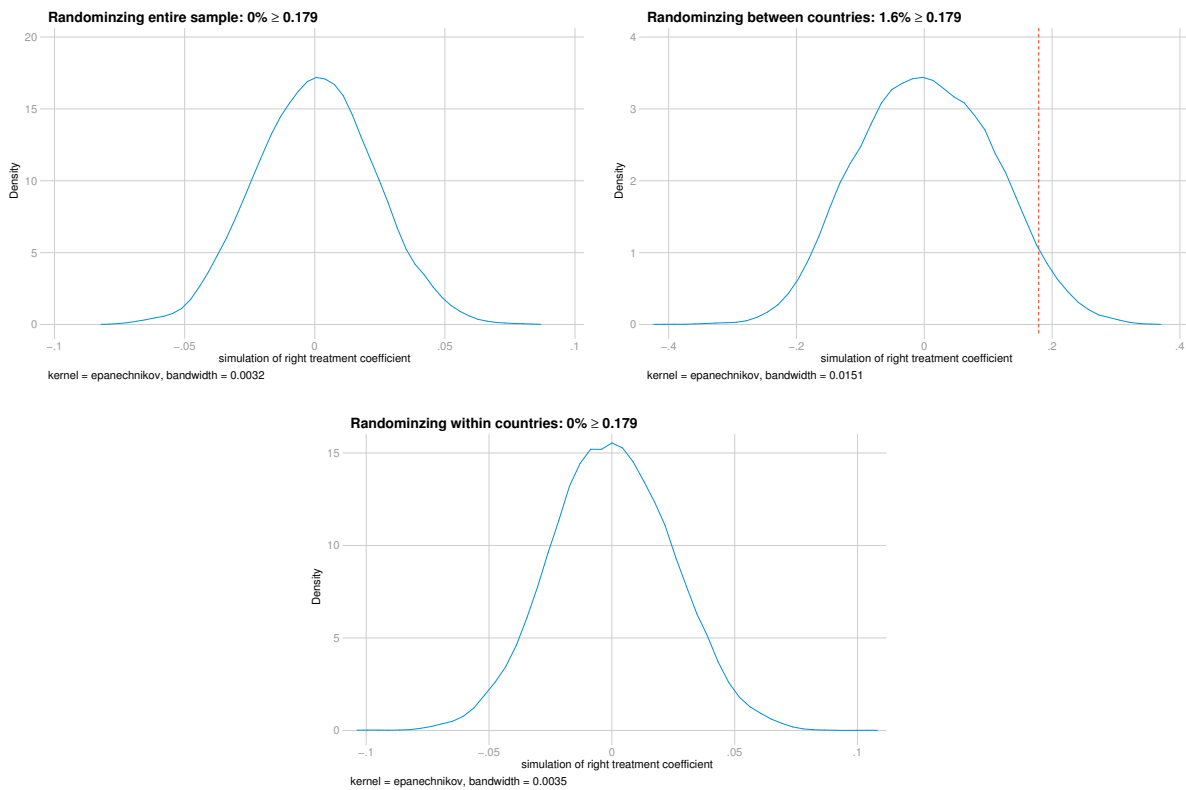 Randominzing entire sample: 0% ≥ 0.179
20
15
10
5
0
Density
−.1
−.05
0
.05
.1
simulation of right treatment coefficient
kernel = epanechnikov, bandwidth = 0.0032
Randominzing between countries: 1.6% ≥ 0.179
4
3
2
1
0
Density
−.4
−.2
0
.2
.4
simulation of right treatment coefficient
kernel = epanechnikov, bandwidth = 0.0151
Randominzing within countries: 0% ≥ 0.179
15
10
5
0
Density
−.1
−.05
0
.05
.1
simulation of right treatment coefficient
kernel = epanechnikov, bandwidth = 0.0035